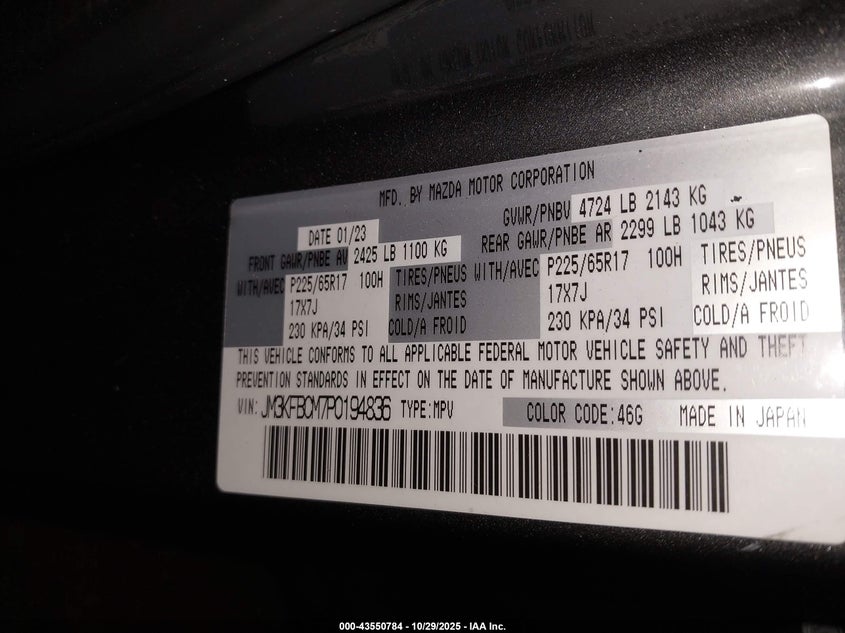 MFD. BY MAZDA MOTOR CORPORATION
DATE 01/23 GVWR/PNBV 4724 LB 2143 KG
FRONT GAWR/PNBE AV 2425 LB 1100 KG REAR GAWR/PNBE AR 2299 LB 1043 KG
WITH/AVEC P225/65R17 100H TIRES/PNEUS WITH/AVEC P225/65R17 100H TIRES/PNEUS
17X7J RIMS/JANTES 17X7J RIMS/JANTES
230 KPA/34 PSI COLD/A FROID 230 KPA/34 PSI COLD/A FROID
THIS VEHICLE CONFORMS TO ALL APPLICABLE FEDERAL MOTOR VEHICLE SAFETY AND THEFT
PREVENTION STANDARDS IN EFFECT ON THE DATE OF MANUFACTURE SHOWN ABOVE.
VIN: JM3KFBCM7P0194836 TYPE:MPV COLOR CODE:46G MADE IN JAPAN
000-43550784 - 10/29/2025 - IAA Inc.